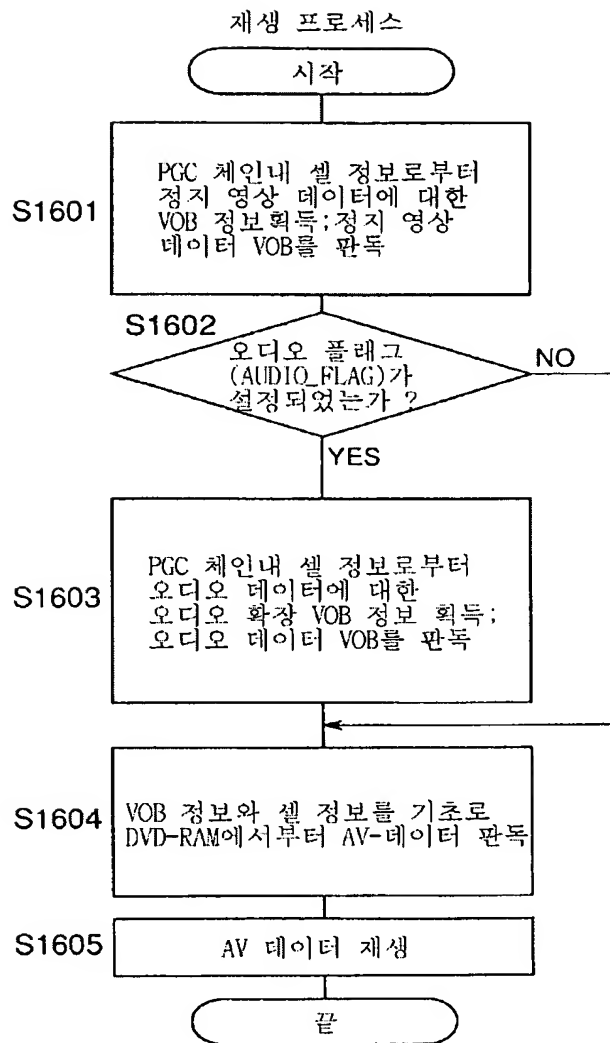 재생 프로세스
시작
S1601
PGC 체인내 셀 정보로부터
정지 영상 데이터에 대한
VOB 정보획득;정지 영상
데이터 VOB를 판독
S1602
오디오 플래그
(AUDIO_FLAG)가
설정되었는가 ?
NO
YES
S1603
PGC 체인내 셀 정보로부터
오디오 데이터에 대한
오디오 확장 VOB 정보 획득;
오디오 데이터 VOB를 판독
S1604
VOB 정보와 셀 정보를 기초로
DVD-RAM에서부터 AV-데이터 판독
S1605
AV 데이터 재생
끝